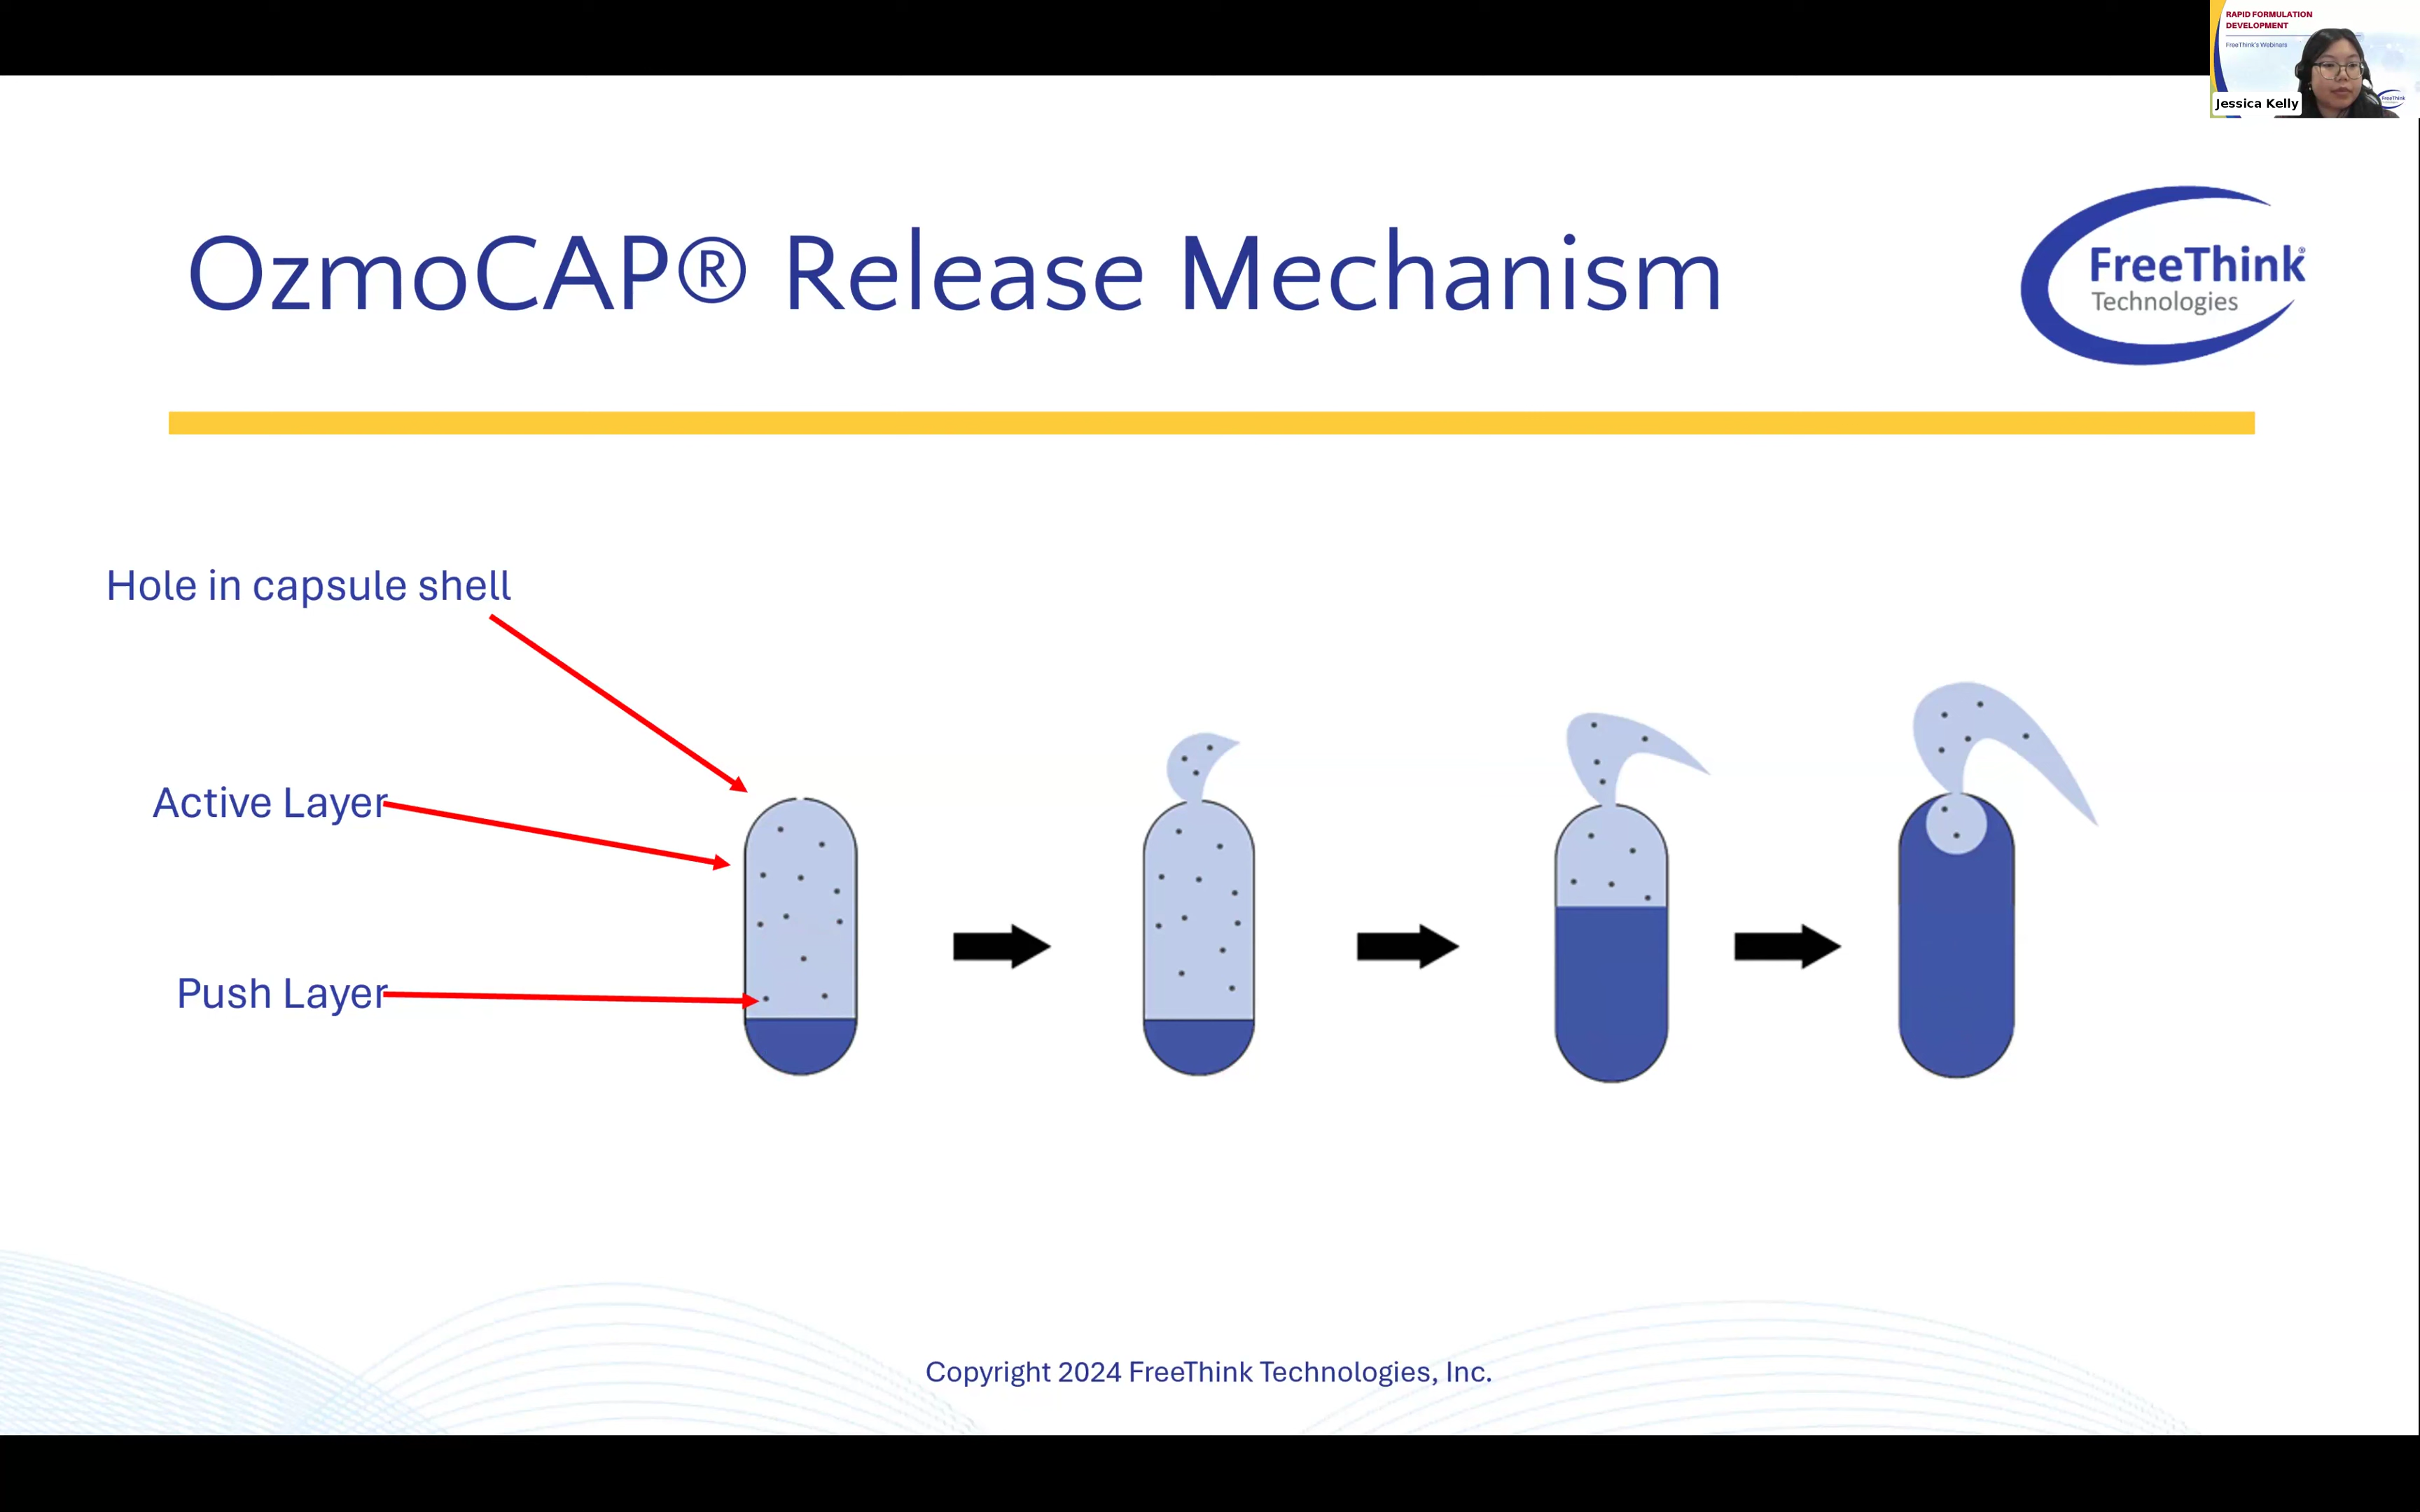 RAPID FORMULATION
DEVELOPMENT
FreeThink's Webinars
Jessica Kelly
FreeThink
OzmoCAP® Release Mechanism
FreeThink®
Technologies
Hole in capsule shell
Active Layer
Push Layer
Copyright 2024 FreeThink Technologies, Inc.